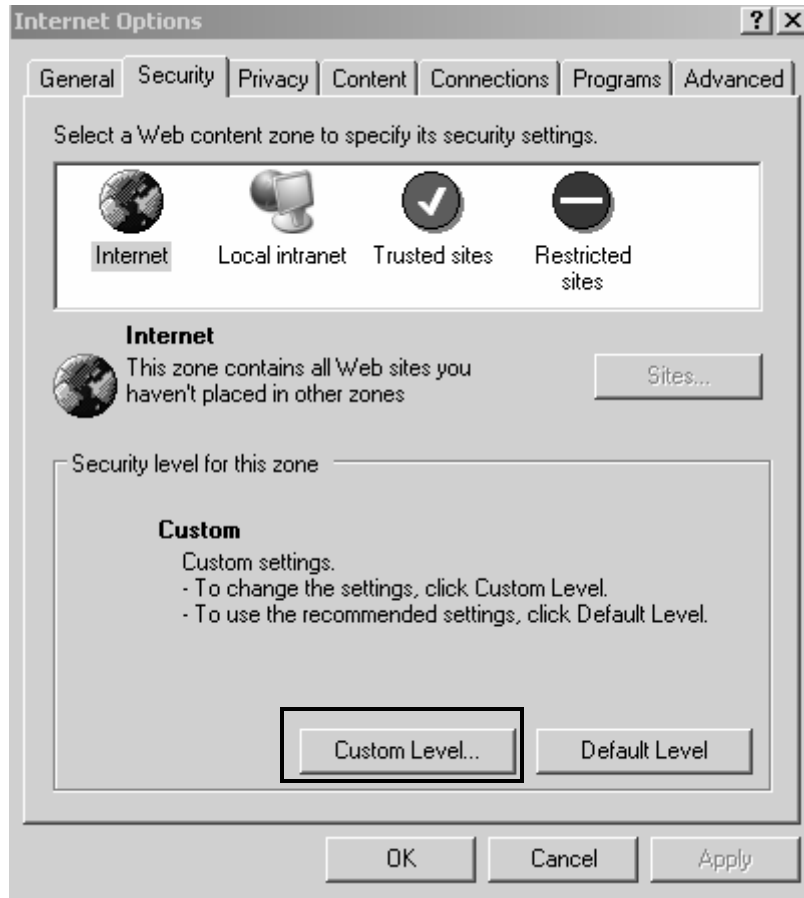 Internet Options
General Security Privacy Content Connections Programs Advanced
Select a Web content zone to specify its security settings.
Internet Local intranet Trusted sites Restricted
sites
Internet
This zone contains all Web sites you
haven't placed in other zones
Sites...
Security level for this zone
Custom
Custom settings.
- To change the settings, click Custom Level.
- To use the recommended settings, click Default Level.
Custom Level... Default Level
OK Cancel Apply